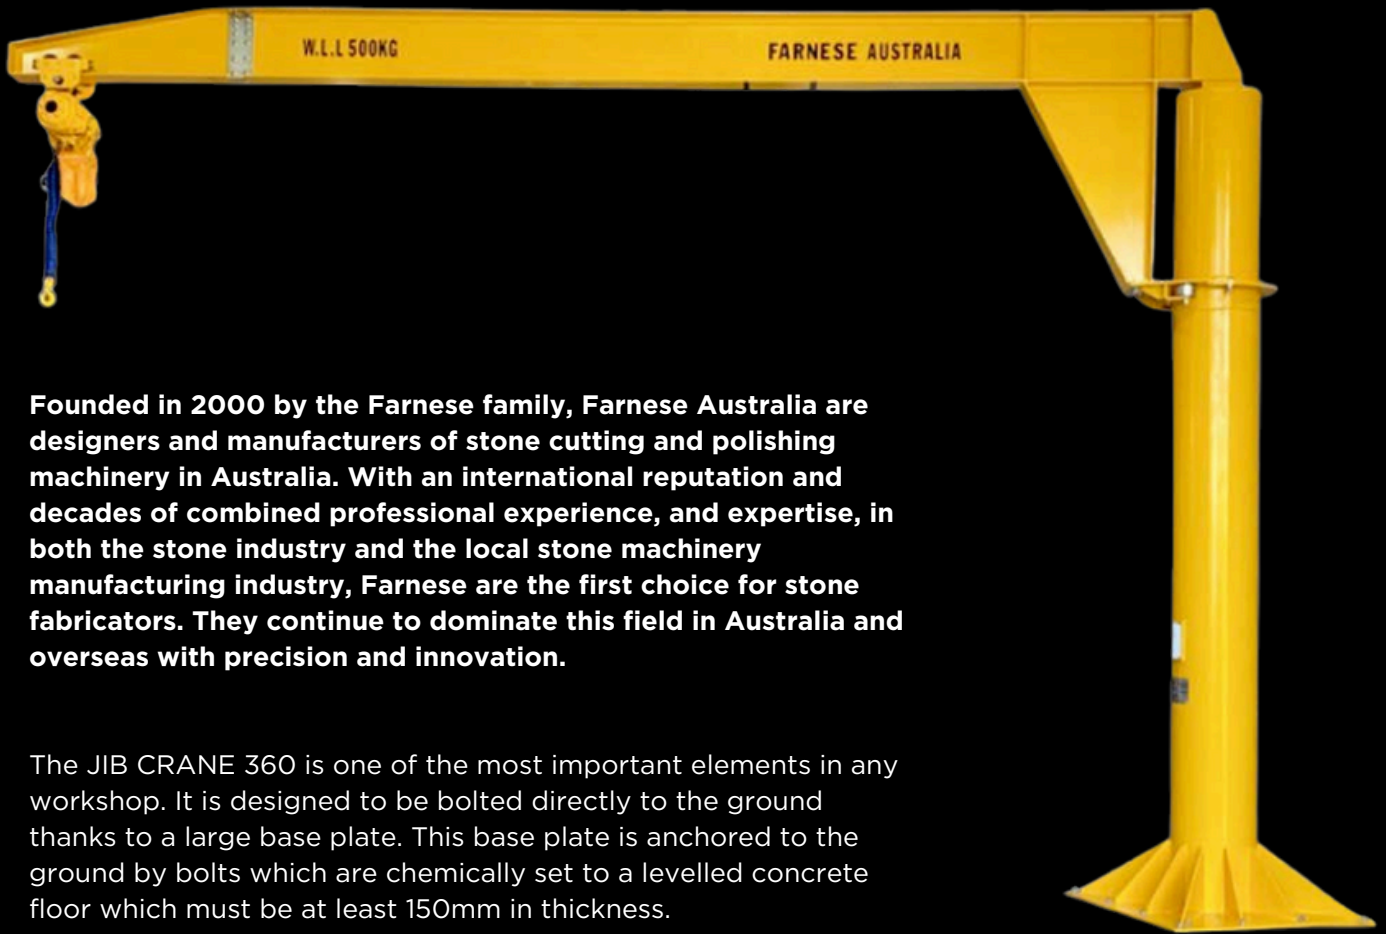 W.L.L 500KG
FARNESE AUSTRALIA
Founded in 2000 by the Farnese family, Farnese Australia are
designers and manufacturers of stone cutting and polishing
machinery in Australia. With an international reputation and
decades of combined professional experience, and expertise, in
both the stone industry and the local stone machinery
manufacturing industry, Farnese are the first choice for stone
fabricators. They continue to dominate this field in Australia and
overseas with precision and innovation.
The JIB CRANE 360 is one of the most important elements in any
workshop. It is designed to be bolted directly to the ground
thanks to a large base plate. This base plate is anchored to the
ground by bolts which are chemically set to a levelled concrete
floor which must be at least 150mm in thickness.